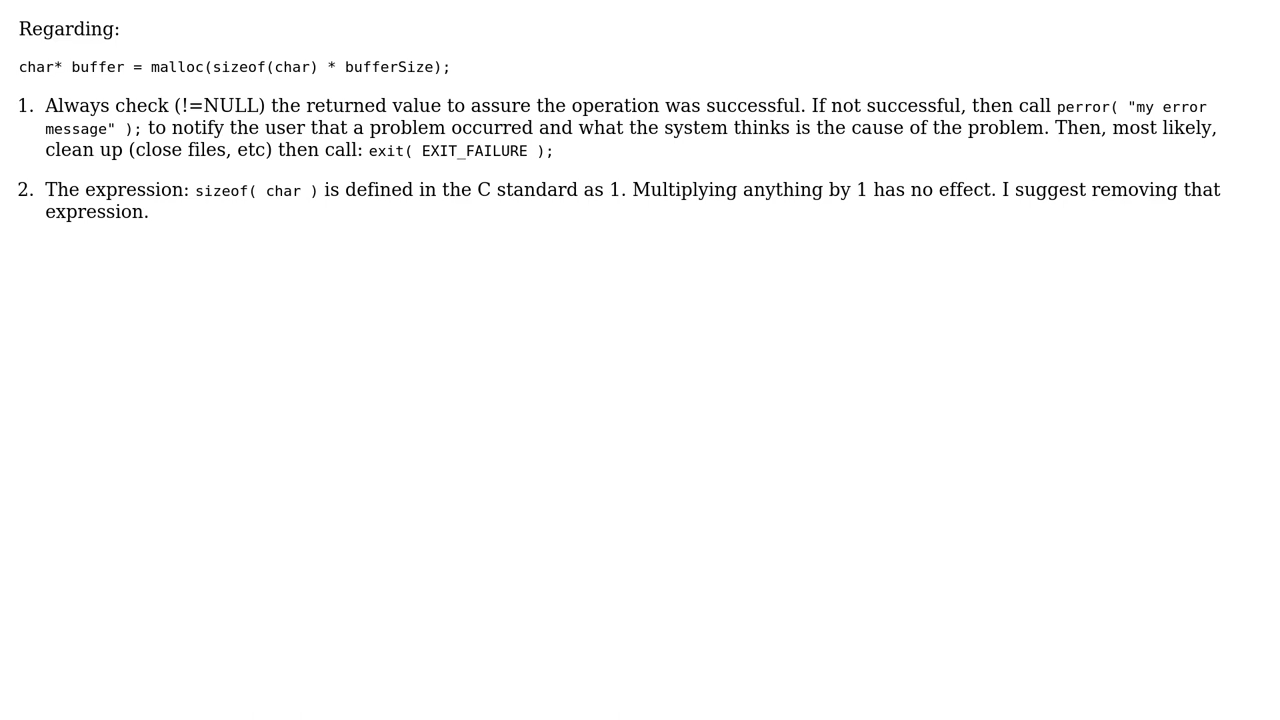 Regarding:
char* buffer = malloc(sizeof(char) * bufferSize);
1. Always check (!=NULL) the returned value to assure the operation was successful. If not successful, then call perror( "my error
message" ); to notify the user that a problem occurred and what the system thinks is the cause of the problem. Then, most likely,
clean up (close files, etc) then call: exit( EXIT_FAILURE );
2. The expression: sizeof( char ) is defined in the C standard as 1. Multiplying anything by 1 has no effect. I suggest removing that
expression.